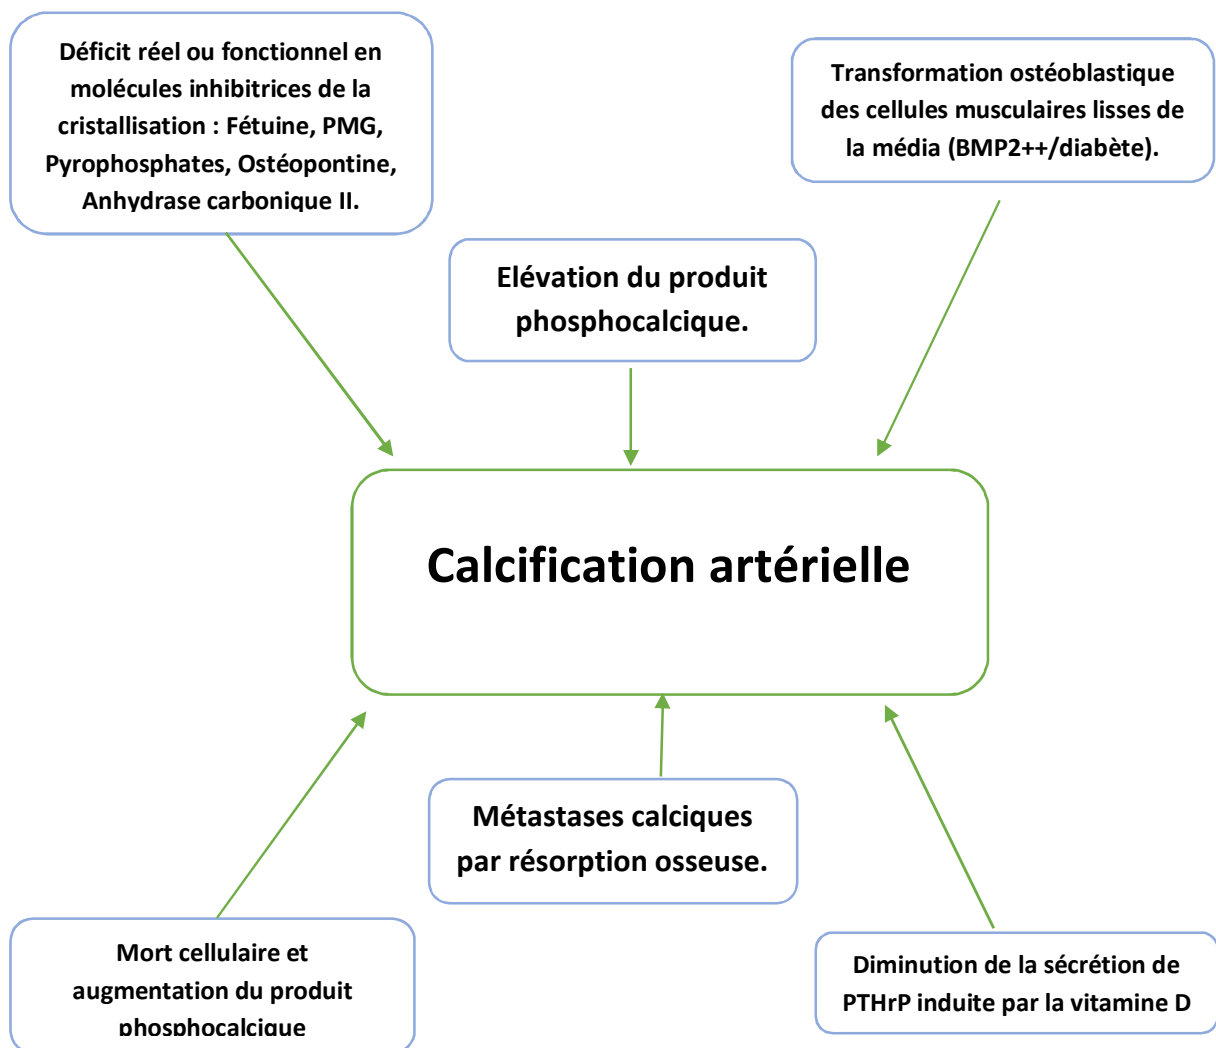 Déficit réel ou fonctionnel en
molécules inhibitrices de la
cristallisation : Fétuine, PMG,
Pyrophosphates, Ostéopontine,
Anhydrase carbonique II.
Transformation ostéoblastique
des cellules musculaires lisses de
la média (BMP2++/diabète).
Elévation du produit
phosphocalcique.
Calcification artérielle
Métastases calciques
par résorption osseuse.
Mort cellulaire et
augmentation du produit
phosphocalcique
Diminution de la sécrétion de
PTHrP induite par la vitamine D